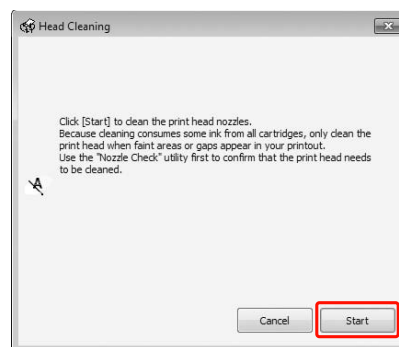 Head Cleaning
Click [Start] to clean the print head nozzles.
Because cleaning consumes some ink from all cartridges, only clean the
print head when faint areas or gaps appear in your printout.
Use the "Nozzle Check" utility first to confirm that the print head needs
to be cleaned.
A
Cancel
Start